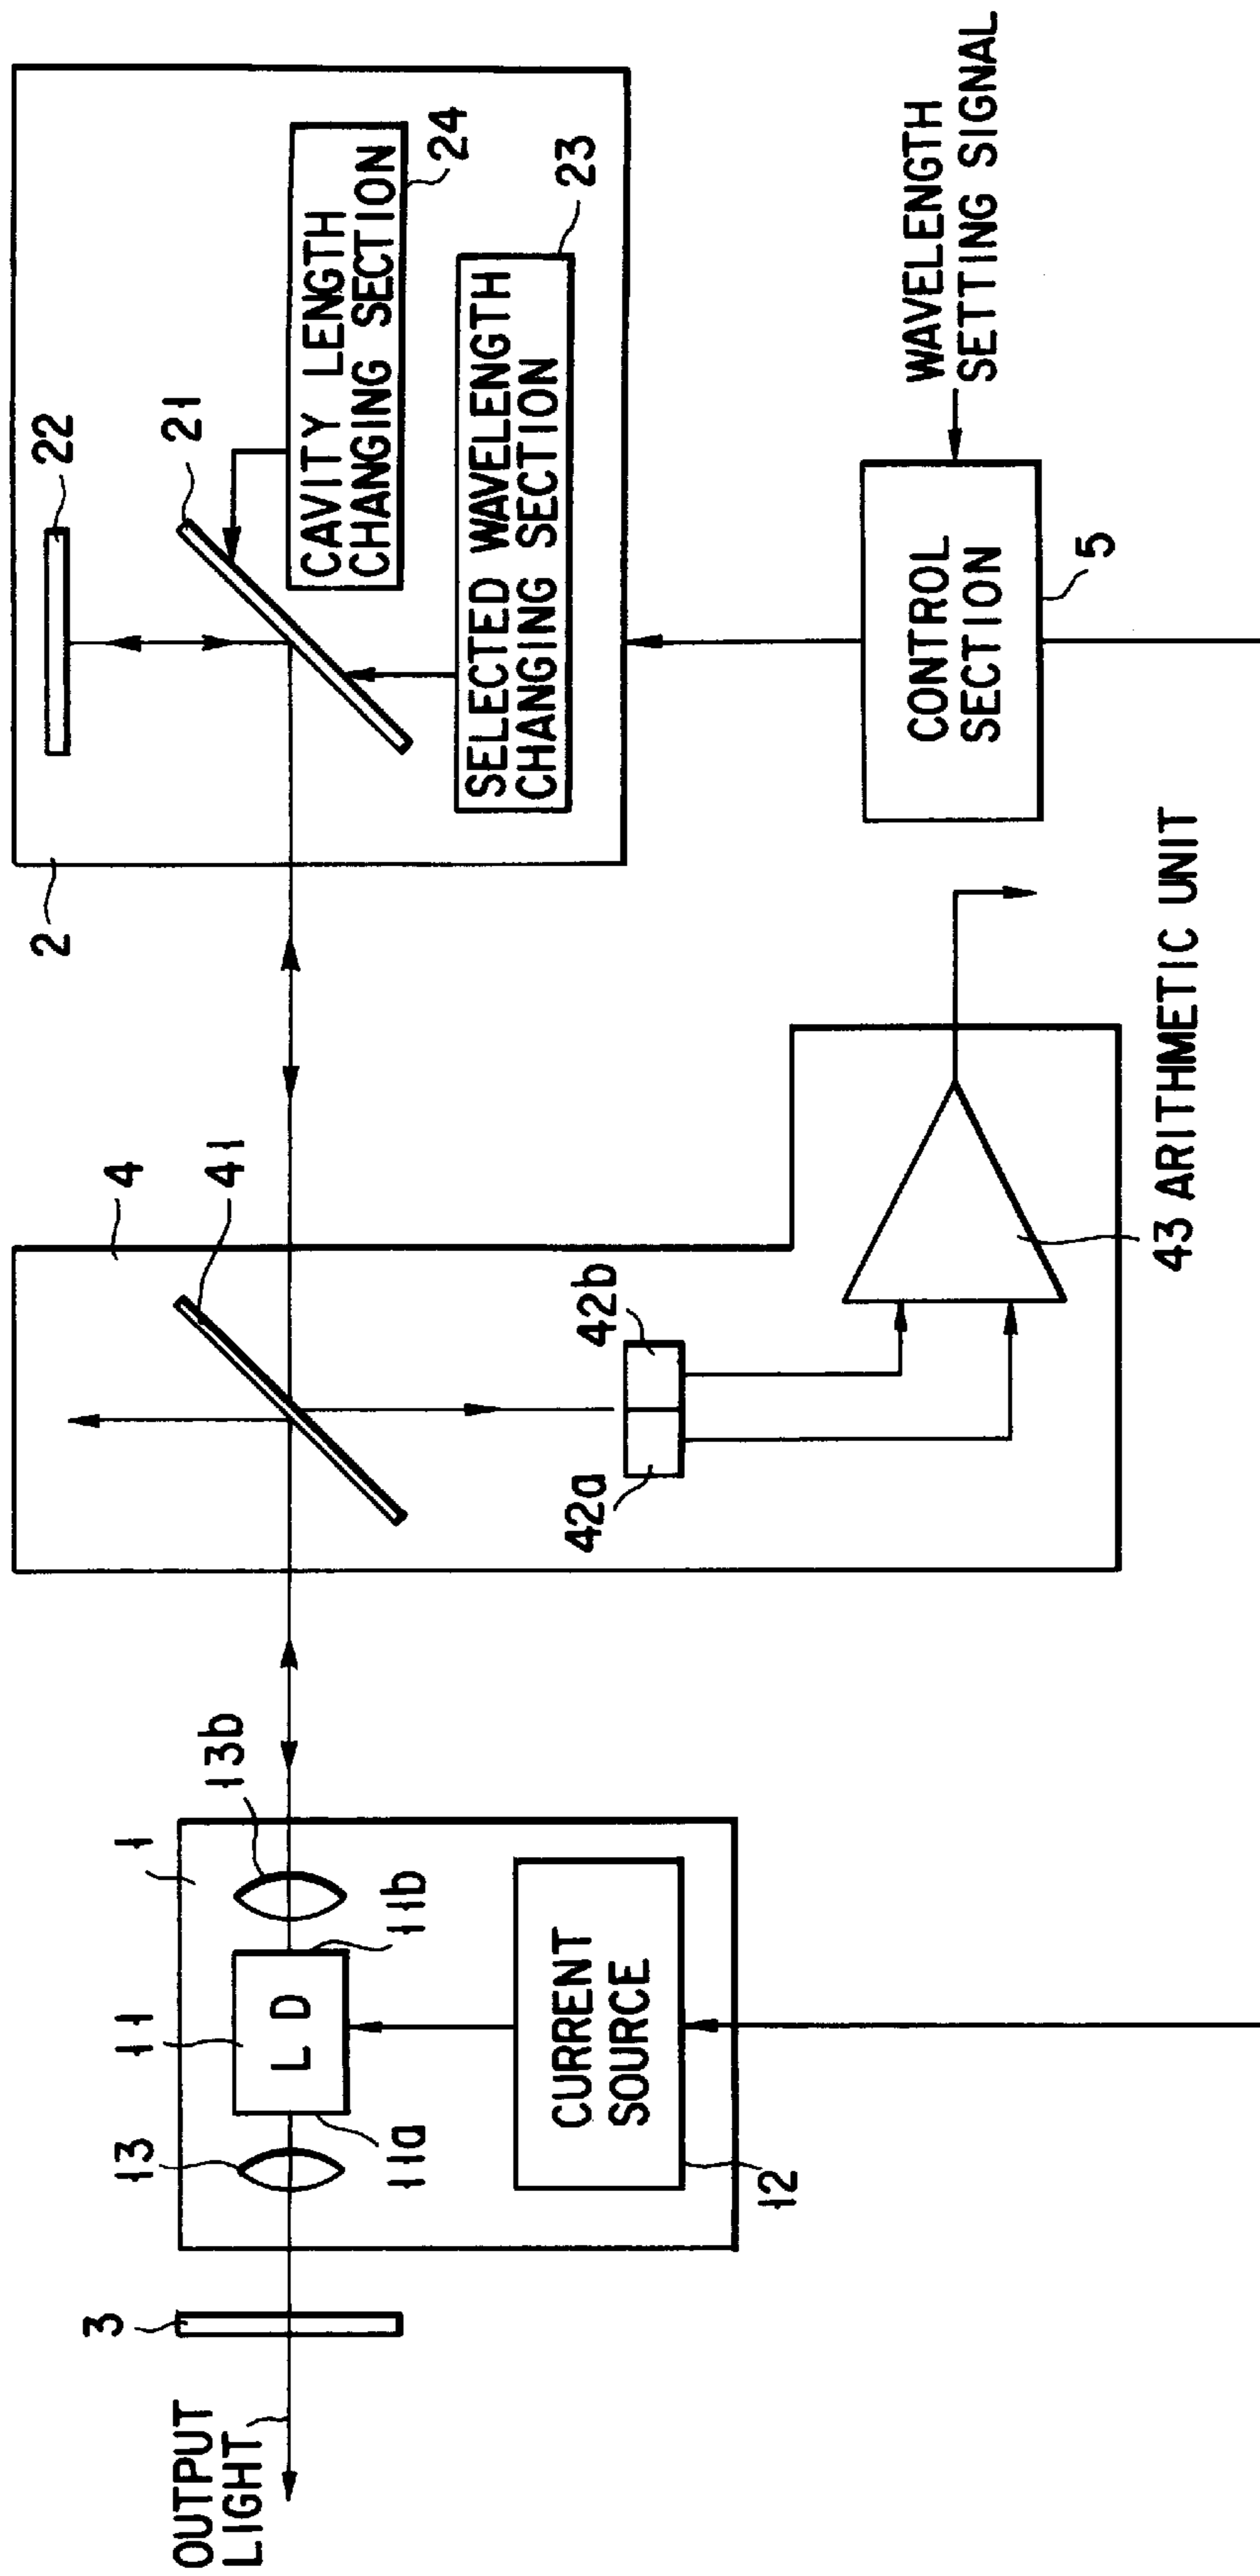 OUTPUT
LIGHT
3
1
13
11
11a
11b
13b
L D
CURRENT
SOURCE
12
4
41
42a
42b
43 ARITHMETIC UNIT
2
22
21
CAVITY LENGTH
CHANGING SECTION
24
SELECTED WAVELENGTH
CHANGING SECTION
23
CONTROL
SECTION
5
WAVELENGTH
SETTING SIGNAL